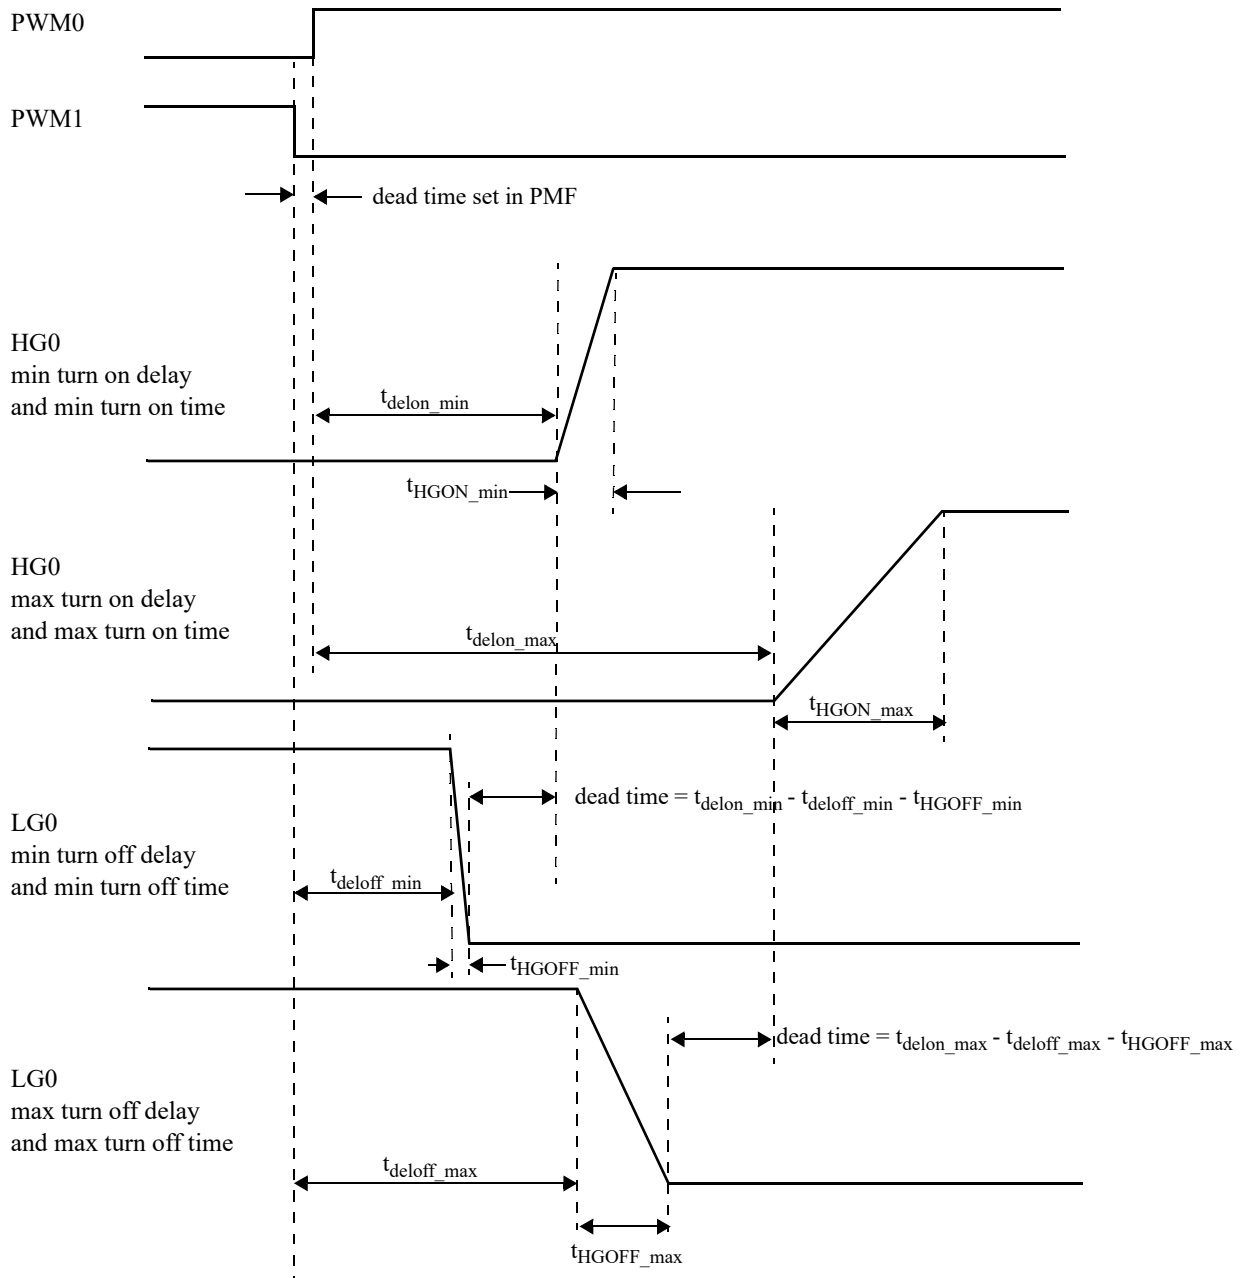 PWM0
PWM1
dead time set in PMF
HG0
min turn on delay
and min turn on time
tdelon_min
tHGON_min
HG0
max turn on delay
and max turn on time
tdelon_max
tHGON_max
dead time = tdelon_min - tdeloff_min - tHGOFF_min
LG0
min turn off delay
and min turn off time
tdeloff_min
tHGOFF_min
dead time = tdelon_max - tdeloff_max - tHGOFF_max
LG0
max turn off delay
and max turn off time
tdeloff_max
tHGOFF_max